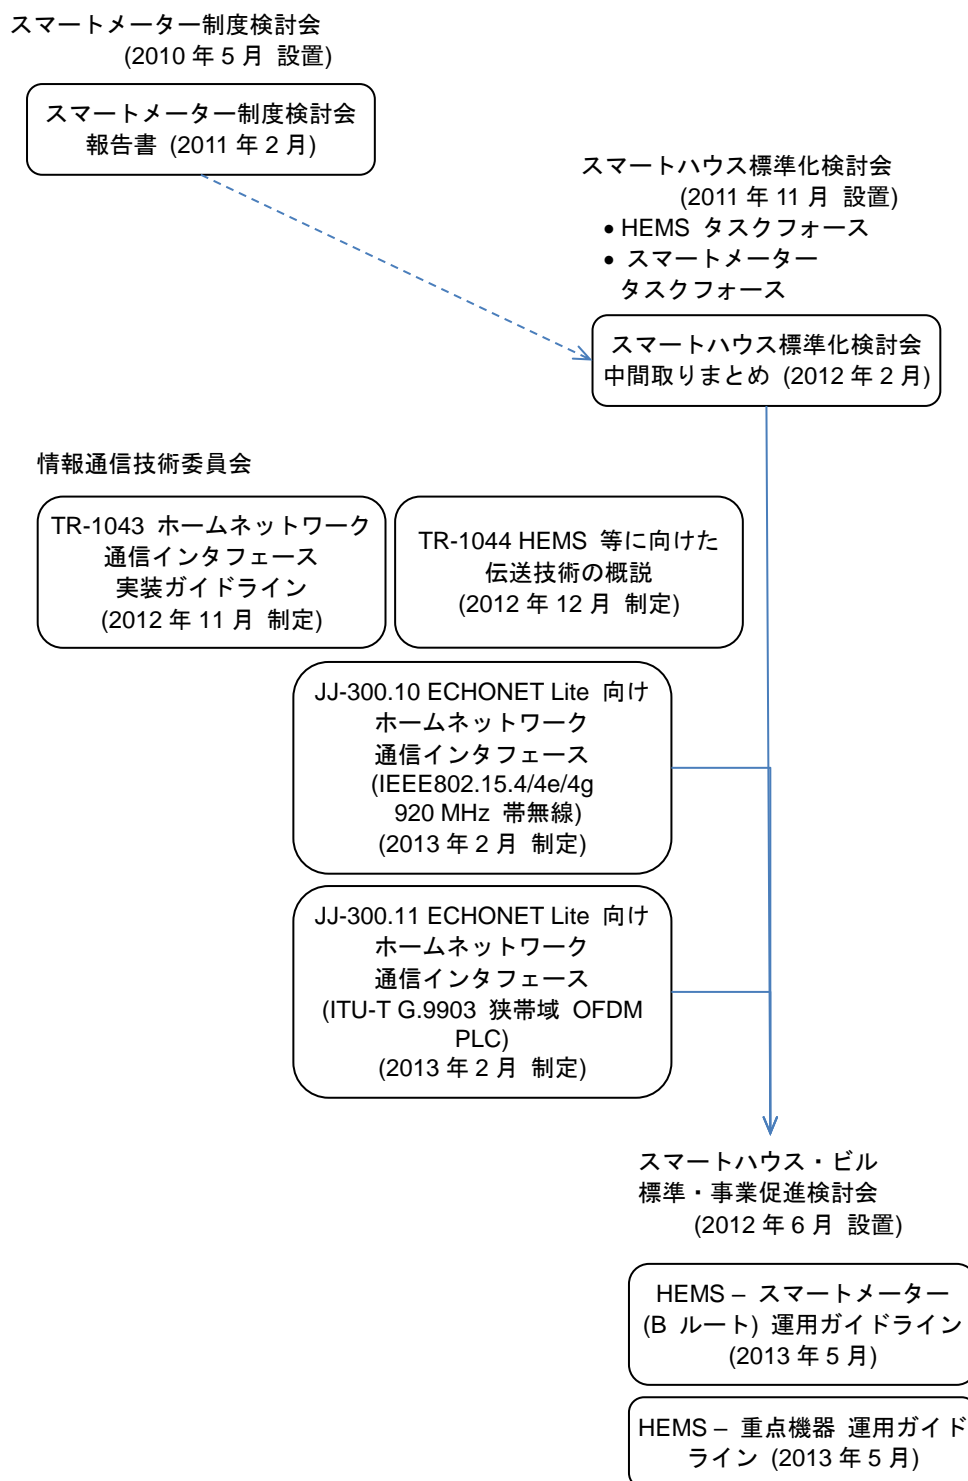 スマートメーター制度検討会
(2010 年 5 月 設置)
スマートメーター制度検討会
報告書 (2011 年 2 月)
スマートハウス標準化検討会
(2011 年 11 月 設置)
• HEMS タスクフォース
• スマートメーター
タスクフォース
スマートハウス標準化検討会
中間取りまとめ (2012 年 2 月)
情報通信技術委員会
TR-1043 ホームネットワーク
通信インタフェース
実装ガイドライン
(2012 年 11 月 制定)
TR-1044 HEMS 等に向けた
伝送技術の概説
(2012 年 12 月 制定)
JJ-300.10 ECHONET Lite 向け
ホームネットワーク
通信インタフェース
(IEEE802.15.4/4e/4g
920 MHz 帯無線)
(2013 年 2 月 制定)
JJ-300.11 ECHONET Lite 向け
ホームネットワーク
通信インタフェース
(ITU-T G.9903 狭帯域 OFDM
PLC)
(2013 年 2 月 制定)
スマートハウス・ビル
標準・事業促進検討会
(2012 年 6 月 設置)
HEMS – スマートメーター
(B ルート) 運用ガイドライン
(2013 年 5 月)
HEMS – 重点機器 運用ガイド
ライン (2013 年 5 月)